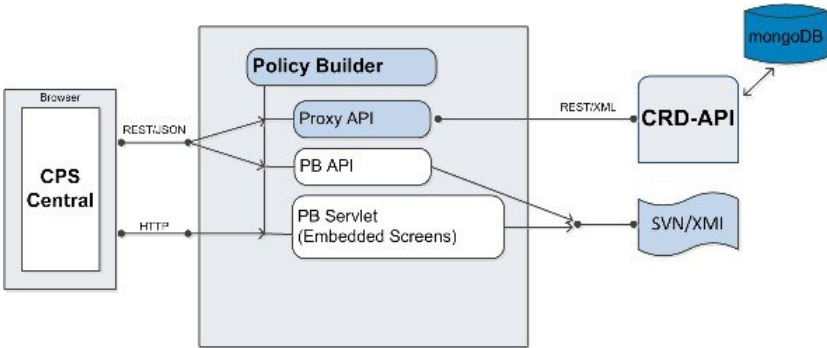 mongoDB
Policy Builder
Browser
REST/JSON
Proxy API
REST/XML
CRD-API
CPS
Central
PB API
HTTP
PB Servlet
(Embedded Screens)
SVN/XMI